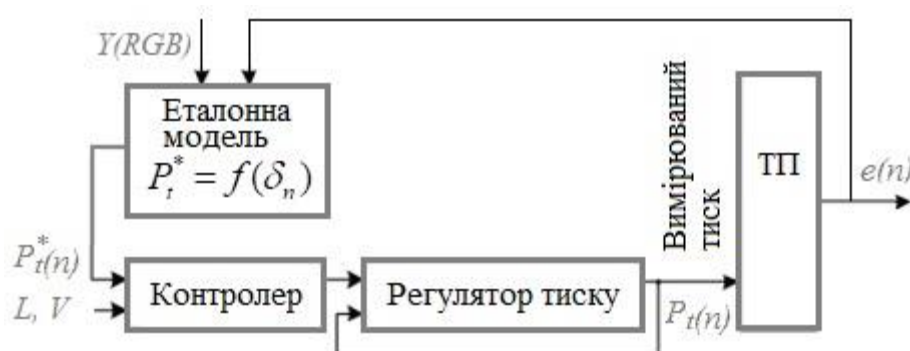 Y(RGB)
Еталонна
модель
P*t = f(δn)
Вимірюваний
тиск
ТП
e(n)
P*t(n)
L, V
Контролер
Регулятор тиску
Pt(n)